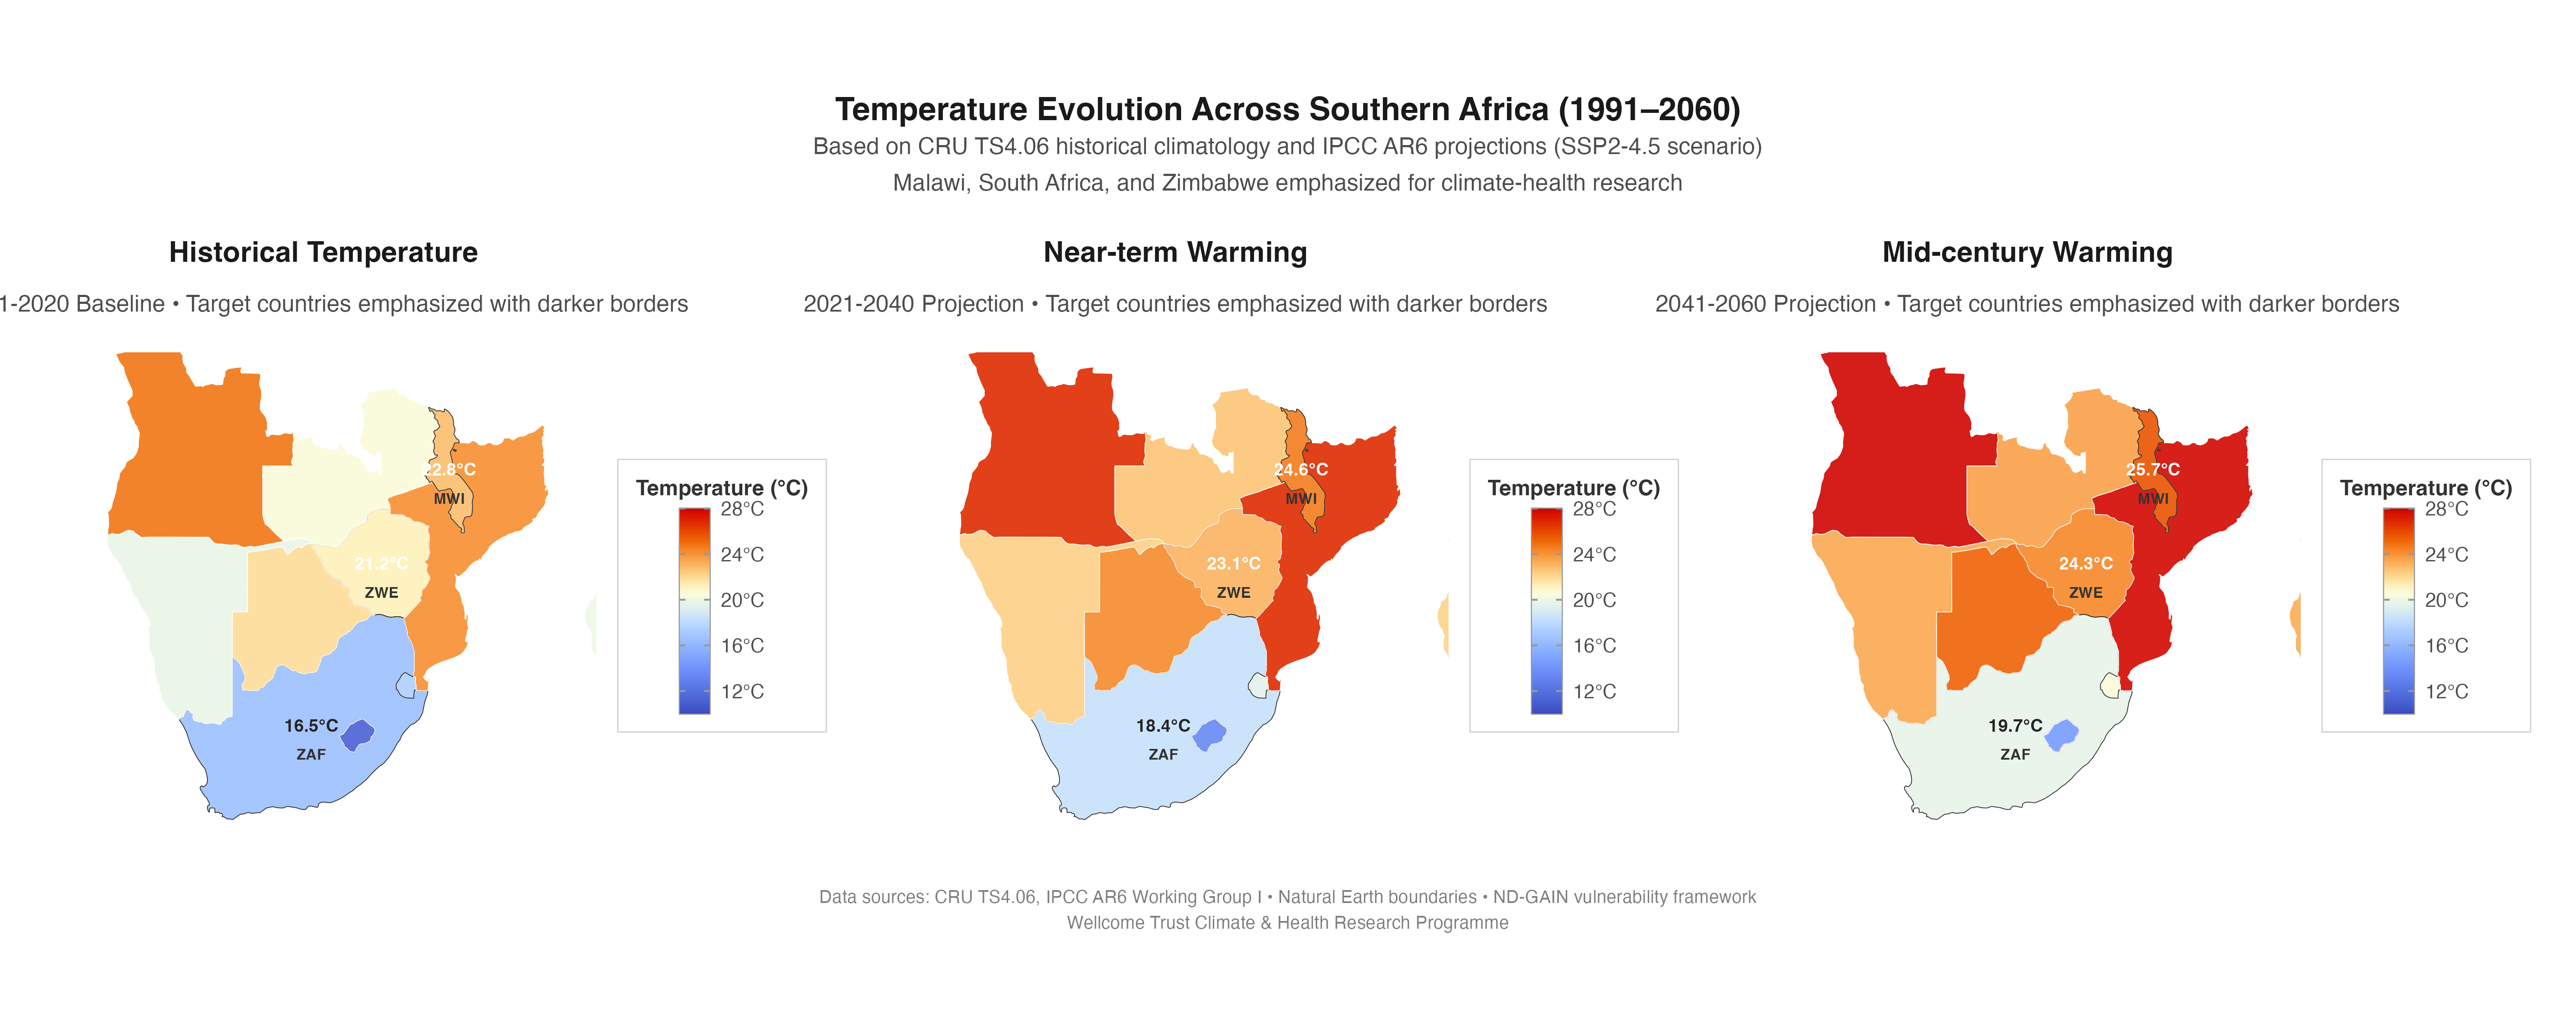 Temperature Evolution Across Southern Africa (1991–2060)
Based on CRU TS4.06 historical climatology and IPCC AR6 projections (SSP2-4.5 scenario)
Malawi, South Africa, and Zimbabwe emphasized for climate-health research
Historical Temperature
1-2020 Baseline • Target countries emphasized with darker borders
22.8°C
MWI
21.2°C
ZWE
16.5°C
ZAF
Temperature (°C)
28°C
24°C
20°C
16°C
12°C
Near-term Warming
2021-2040 Projection • Target countries emphasized with darker borders
24.6°C
MWI
23.1°C
ZWE
18.4°C
ZAF
Temperature (°C)
28°C
24°C
20°C
16°C
12°C
Mid-century Warming
2041-2060 Projection • Target countries emphasized with darker borders
25.7°C
MWI
24.3°C
ZWE
19.7°C
ZAF
Temperature (°C)
28°C
24°C
20°C
16°C
12°C
Data sources: CRU TS4.06, IPCC AR6 Working Group I • Natural Earth boundaries • ND-GAIN vulnerability framework
Wellcome Trust Climate & Health Research Programme